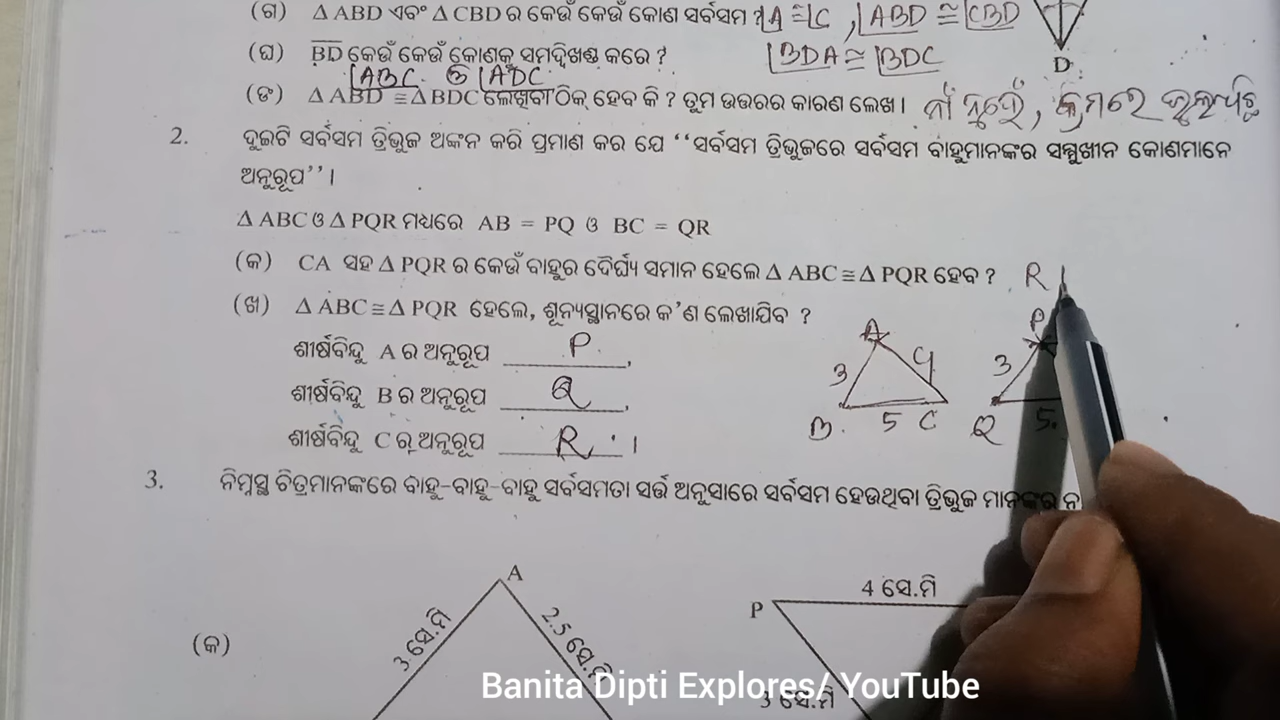 (ଗ) Δ ABD ଏବଂ Δ CBD ର କେଉଁ କେଉଁ କୋଣ ସର୍ବସମ ? ∠A ≅ ∠C , ∠ABD ≅ ∠CBD
(ଘ) BD କେଉଁ କେଉଁ କୋଣକୁ ସମଦ୍ବିଖଣ୍ଡ କରେ ? ∠BDA ≅ ∠BDC
D
∠ABC ଓ ∠ADC
(ଙ) Δ ABD ≅ Δ BDC ଲେଖିବା ଠିକ୍ ହେବ କି ? ତୁମ ଉତ୍ତରର କାରଣ ଲେଖ । ନାଁ ନୁହେଁ , କ୍ରମରେ
2. ଦୁଇଟି ସର୍ବସମ ତ୍ରିଭୁଜ ଅଙ୍କନ କରି ପ୍ରମାଣ କର ଯେ ‘‘ସର୍ବସମ ତ୍ରିଭୁଜରେ ସର୍ବସମ ବାହୁମାନଙ୍କର ସମ୍ମୁଖୀନ କୋଣମାନେ
ଅନୁରୂପ’’ ।
Δ ABC ଓ Δ PQR ମଧ୍ୟରେ AB = PQ ଓ BC = QR
(କ) CA ସହ Δ PQR ର କେଉଁ ବାହୁର ଦୈର୍ଘ୍ୟ ସମାନ ହେଲେ Δ ABC ≅ Δ PQR ହେବ ? R
(ଖ) Δ ABC ≅ Δ PQR ହେଲେ, ଶୂନ୍ୟସ୍ଥାନରେ କ'ଣ ଲେଖାଯିବ ?
ଶୀର୍ଷବିନ୍ଦୁ A ର ଅନୁରୂପ P ,
ଶୀର୍ଷବିନ୍ଦୁ B ର ଅନୁରୂପ Q ,
ଶୀର୍ଷବିନ୍ଦୁ C ର ଅନୁରୂପ R ।
A P
3 4 3
B 5 C Q 5
3. ନିମ୍ନସ୍ଥ ଚିତ୍ରମାନଙ୍କରେ ବାହୁ-ବାହୁ-ବାହୁ ସର୍ବସମତା ସର୍ତ୍ତ ଅନୁସାରେ ସର୍ବସମ ହେଉଥିବା ତ୍ରିଭୁଜ ମାନଙ୍କର
A
P 4 ସେ.ମି
(କ) 3 ସେ.ମି 2.5 ସେ.ମି
3 ସେ.ମି
Banita Dipti Explores/ YouTube